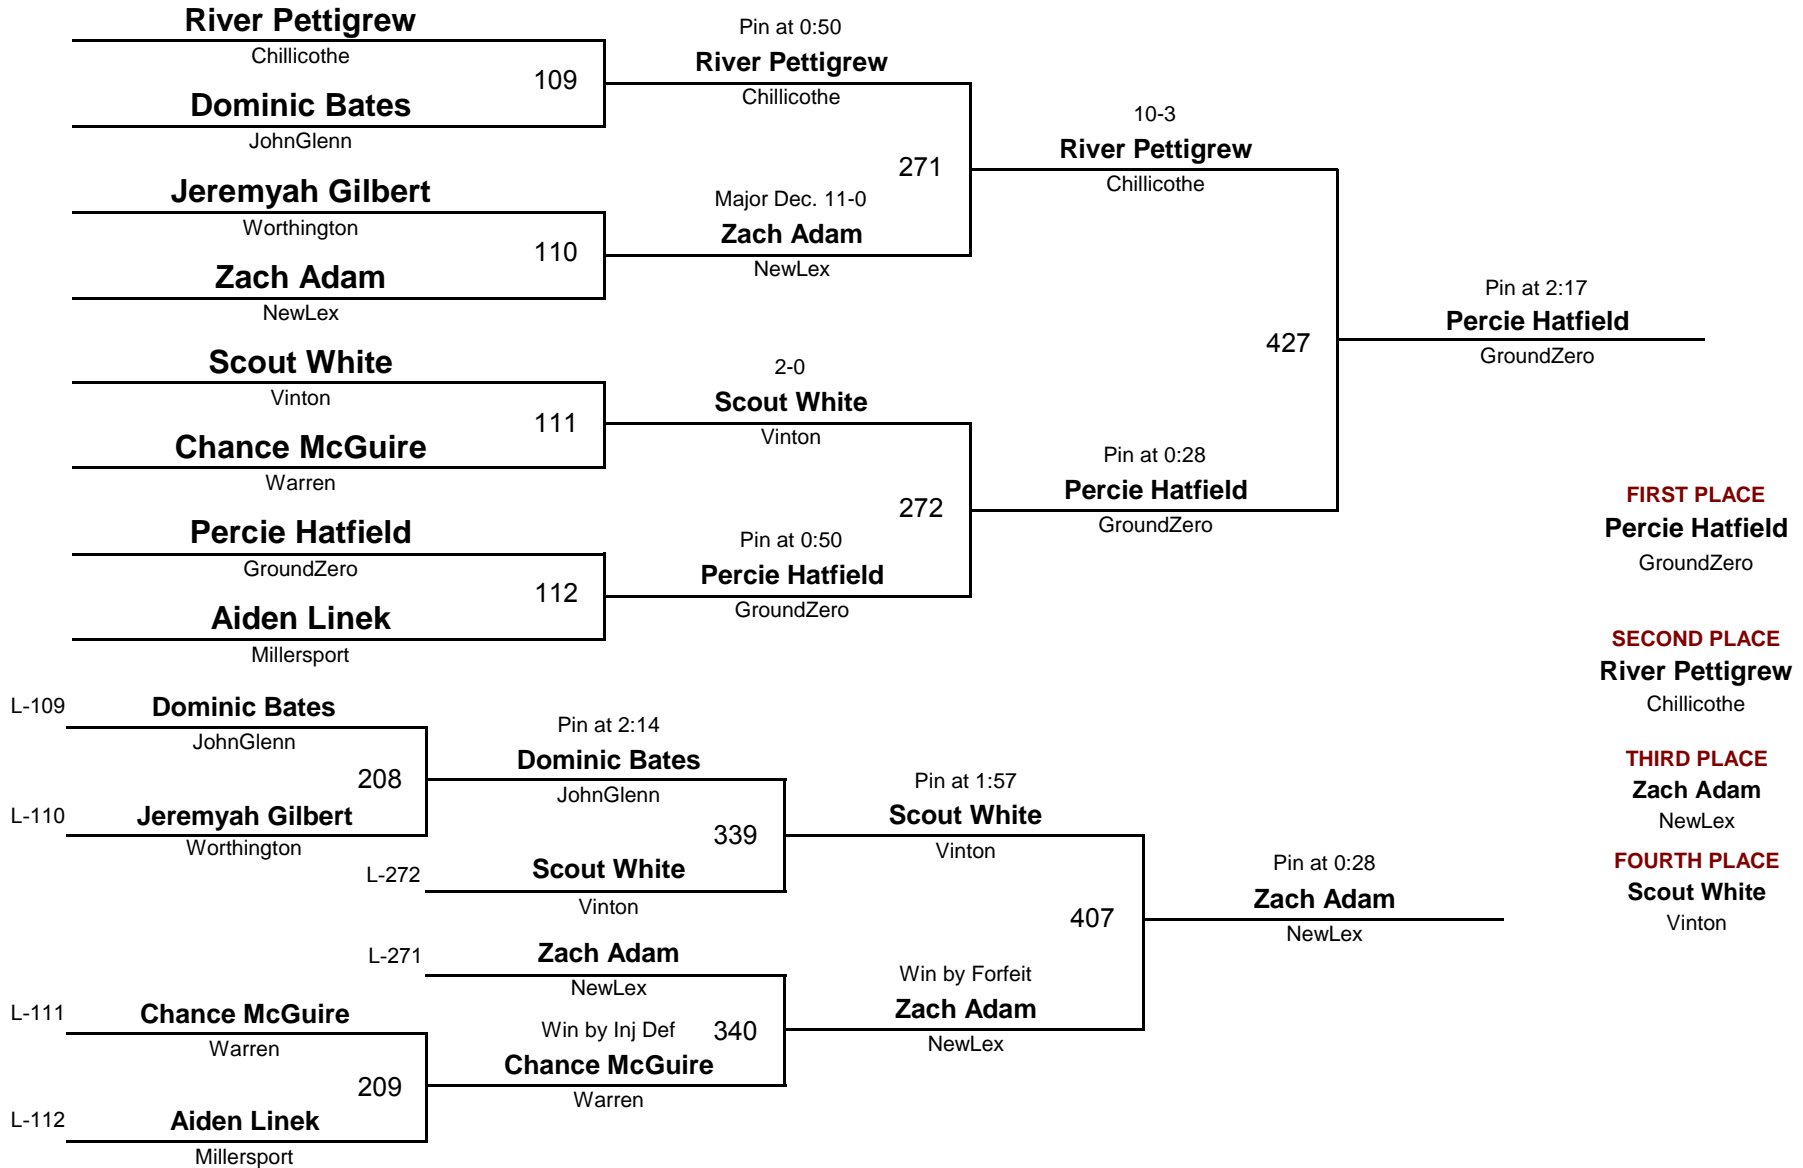 River Pettigrew
Chillicothe
109
Dominic Bates
JohnGlenn
Jeremyah Gilbert
Worthington
110
Zach Adam
NewLex
Scout White
Vinton
111
Chance McGuire
Warren
Percie Hatfield
GroundZero
112
Aiden Linek
Millersport
Pin at 0:50
River Pettigrew
Chillicothe
271
Major Dec. 11-0
Zach Adam
NewLex
2-0
Scout White
Vinton
272
Pin at 0:50
Percie Hatfield
GroundZero
10-3
River Pettigrew
Chillicothe
427
Pin at 0:28
Percie Hatfield
GroundZero
Pin at 2:17
Percie Hatfield
GroundZero
FIRST PLACE
Percie Hatfield
GroundZero
SECOND PLACE
River Pettigrew
Chillicothe
THIRD PLACE
Zach Adam
NewLex
FOURTH PLACE
Scout White
Vinton
L-109
Dominic Bates
JohnGlenn
208
L-110
Jeremyah Gilbert
Worthington
L-111
Chance McGuire
Warren
209
L-112
Aiden Linek
Millersport
Pin at 2:14
Dominic Bates
JohnGlenn
339
L-272
Scout White
Vinton
L-271
Zach Adam
NewLex
Win by Inj Def
340
Chance McGuire
Warren
Pin at 1:57
Scout White
Vinton
407
Win by Forfeit
Zach Adam
NewLex
Pin at 0:28
Zach Adam
NewLex